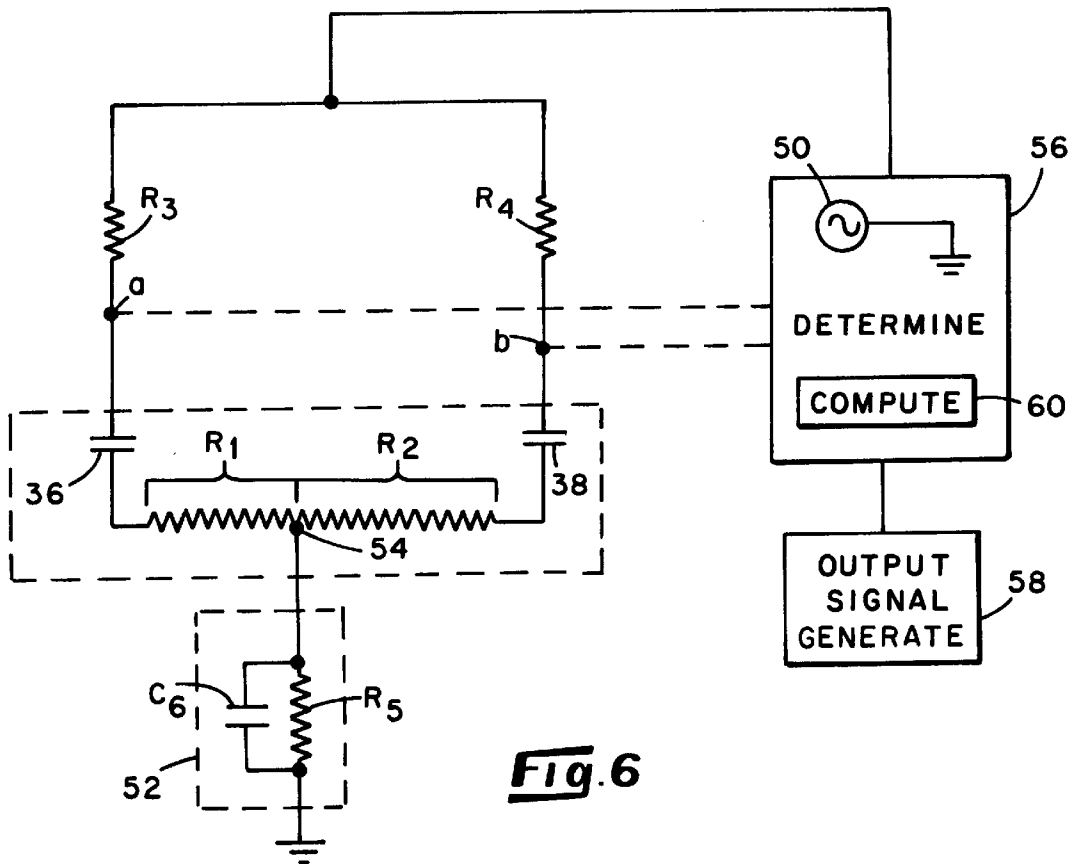 50
56
R3
R4
a
b
DETERMINE
COMPUTE
60
R1
R2
36
38
54
OUTPUT
SIGNAL
GENERATE
58
C6
R5
52
Fig.6